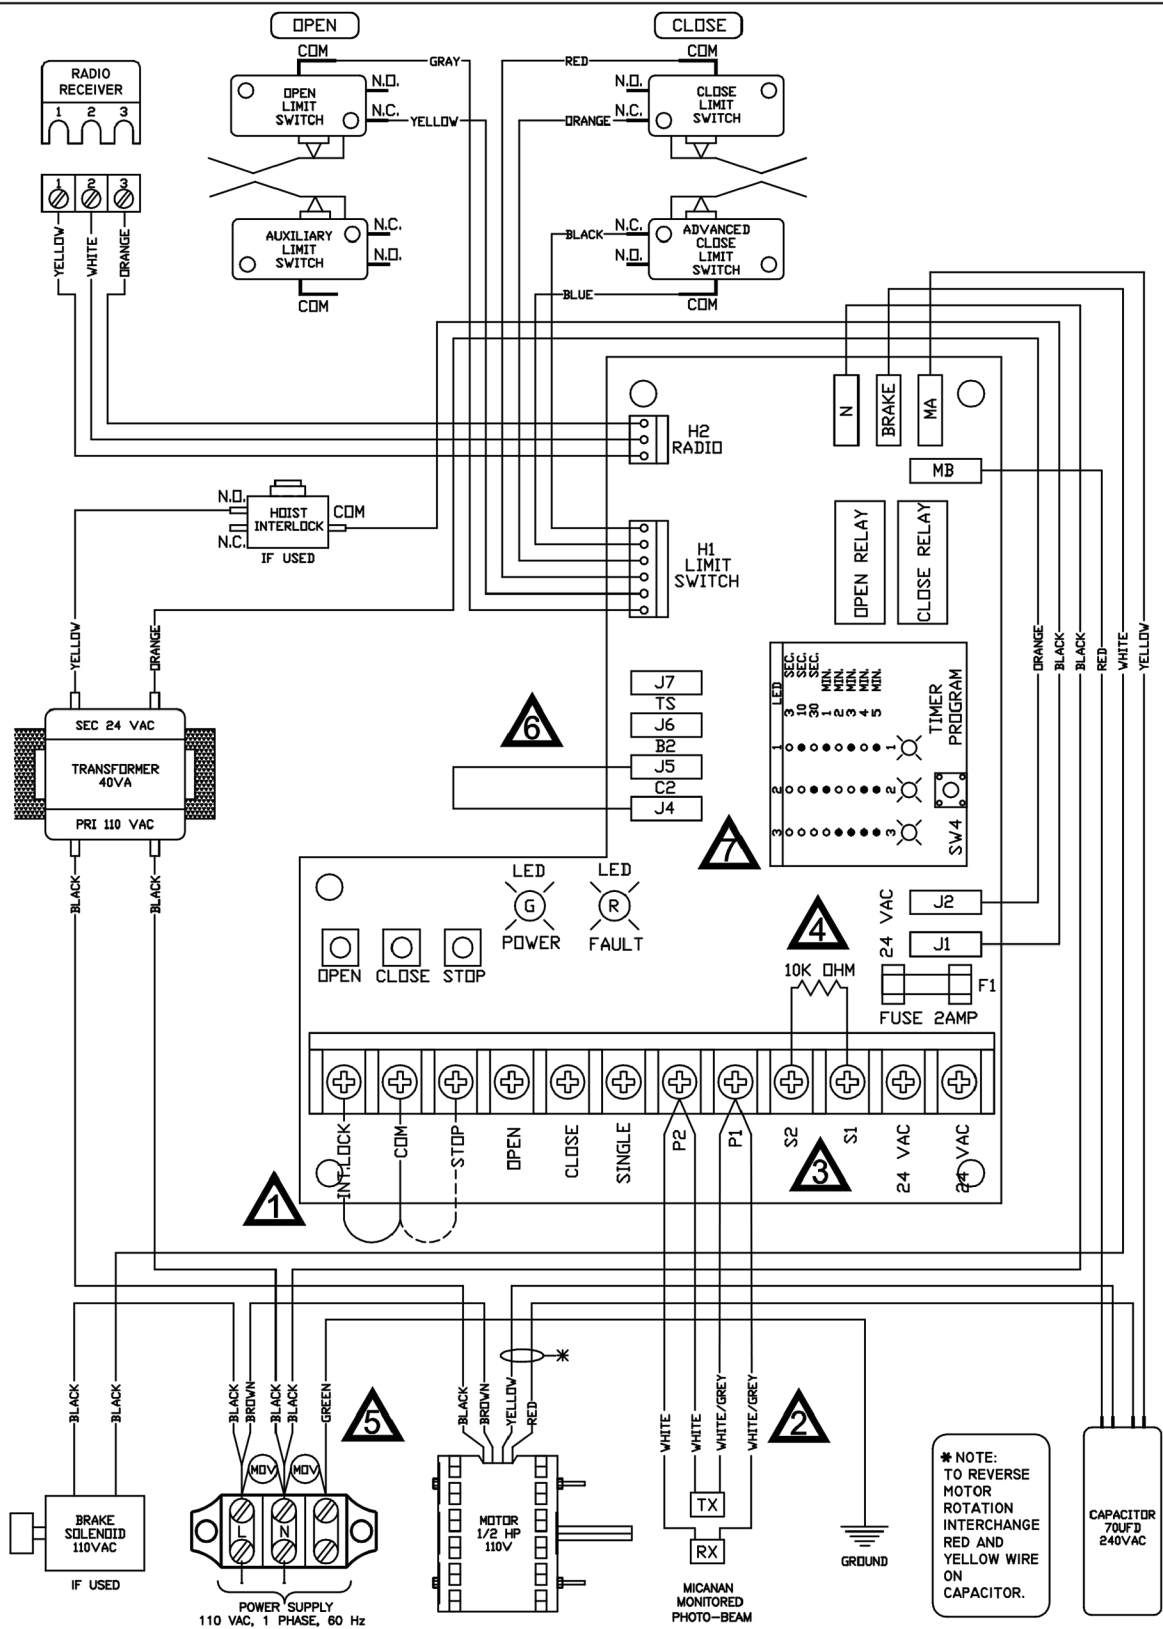 OPEN
CLOSE
COM
GRAY
RED
COM
RADIO
RECEIVER
1 2 3
OPEN
LIMIT
SWITCH
N.O.
N.C.
YELLOW
CLOSE
LIMIT
SWITCH
N.O.
N.C.
ORANGE
1 2 3
YELLOW
WHITE
ORANGE
AUXILIARY
LIMIT
SWITCH
N.C.
N.O.
COM
ADVANCED
CLOSE
LIMIT
SWITCH
N.C.
N.O.
BLACK
BLUE
COM
N
BRAKE
MA
MB
H2
RADIO
N.O.
HOIST
INTERLOCK
COM
N.C.
IF USED
H1
LIMIT
SWITCH
OPEN RELAY
CLOSE RELAY
YELLOW
ORANGE
ORANGE
BLACK
BLACK
RED
WHITE
YELLOW
J7
TS
J6
B2
J5
C2
J4
6
LED
3 SEC.
10 SEC.
30 SEC.
1 MIN.
2 MIN.
3 MIN.
4 MIN.
5 MIN.
1 1
2 2
3 3
TIMER
PROGRAM
SW4
SEC 24 VAC
TRANSFORMER
40VA
PRI 110 VAC
BLACK
BLACK
7
LED
G
POWER
LED
R
FAULT
4
24 VAC
J2
J1
F1
FUSE 2AMP
10K OHM
OPEN
CLOSE
STOP
INT.LOCK
COM
STOP
OPEN
CLOSE
SINGLE
P2
P1
S2
S1
24 VAC
24 VAC
1
3
BLACK
BLACK
BLACK
BROWN
BLACK
BLACK
GREEN
5
BLACK
BROWN
YELLOW
RED
*
WHITE
WHITE
WHITE/GREY
WHITE/GREY
2
MOV
MOV
L
N
BRAKE
SOLENOID
110VAC
IF USED
POWER SUPPLY
110 VAC, 1 PHASE, 60 Hz
MOTOR
1/2 HP
110V
TX
RX
MICANAN
MONITORED
PHOTO-BEAM
GROUND
* NOTE:
TO REVERSE
MOTOR
ROTATION
INTERCHANGE
RED AND
YELLOW WIRE
ON
CAPACITOR.
CAPACITOR
70UFD
240VAC